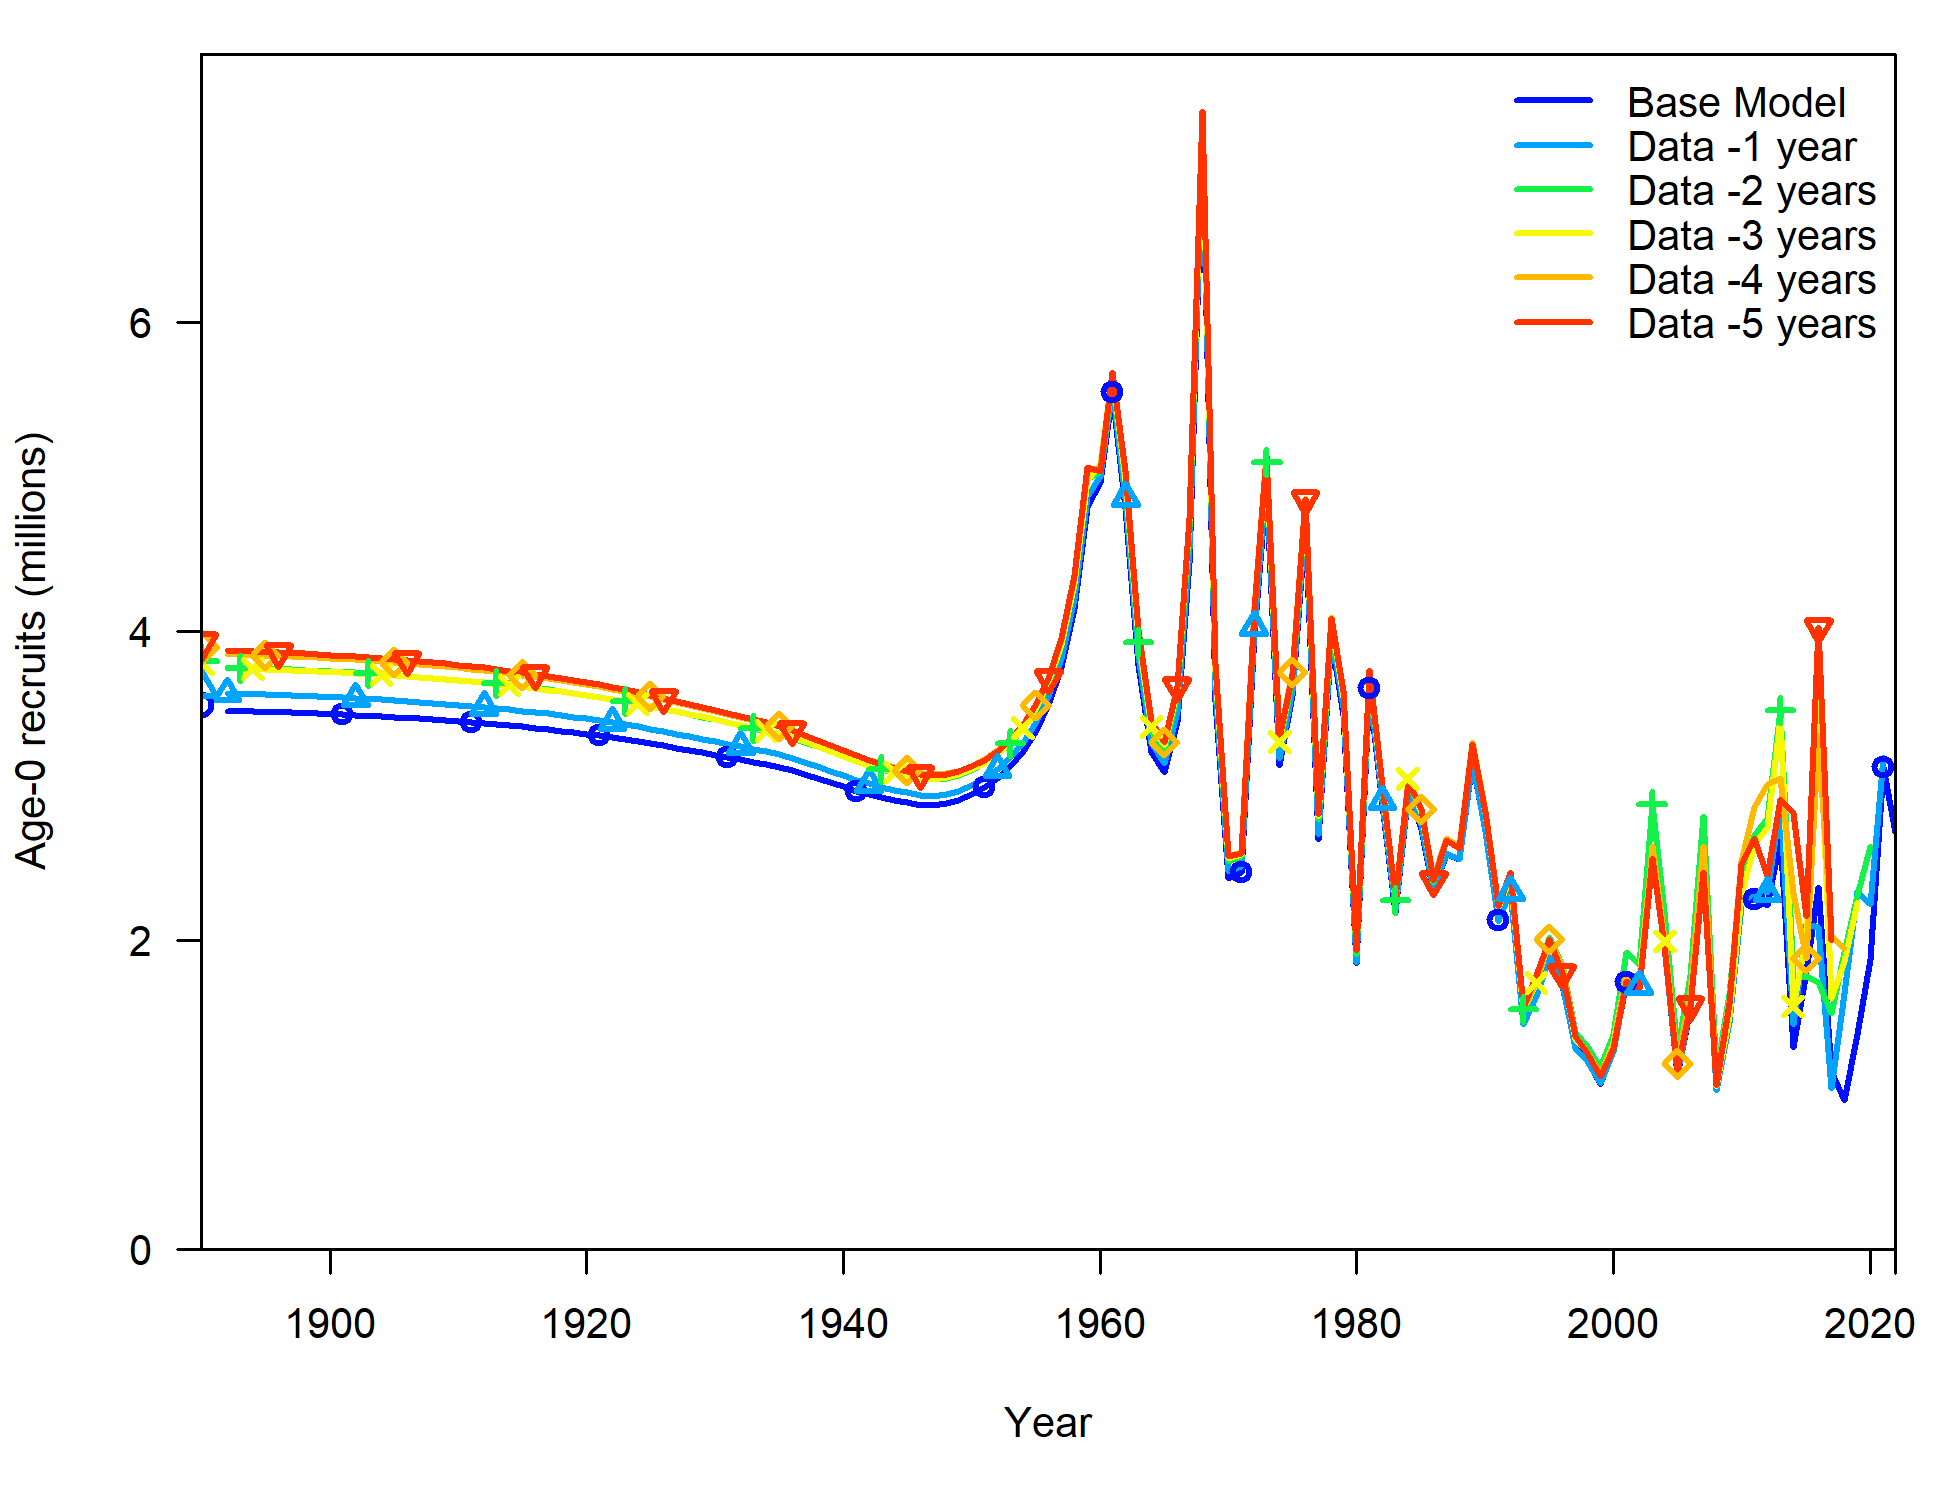 Base Model
Data -1 year
Data -2 years
Data -3 years
Data -4 years
Data -5 years
Age-0 recruits (millions)
6
4
2
0
1900 1920 1940 1960 1980 2000 2020
Year